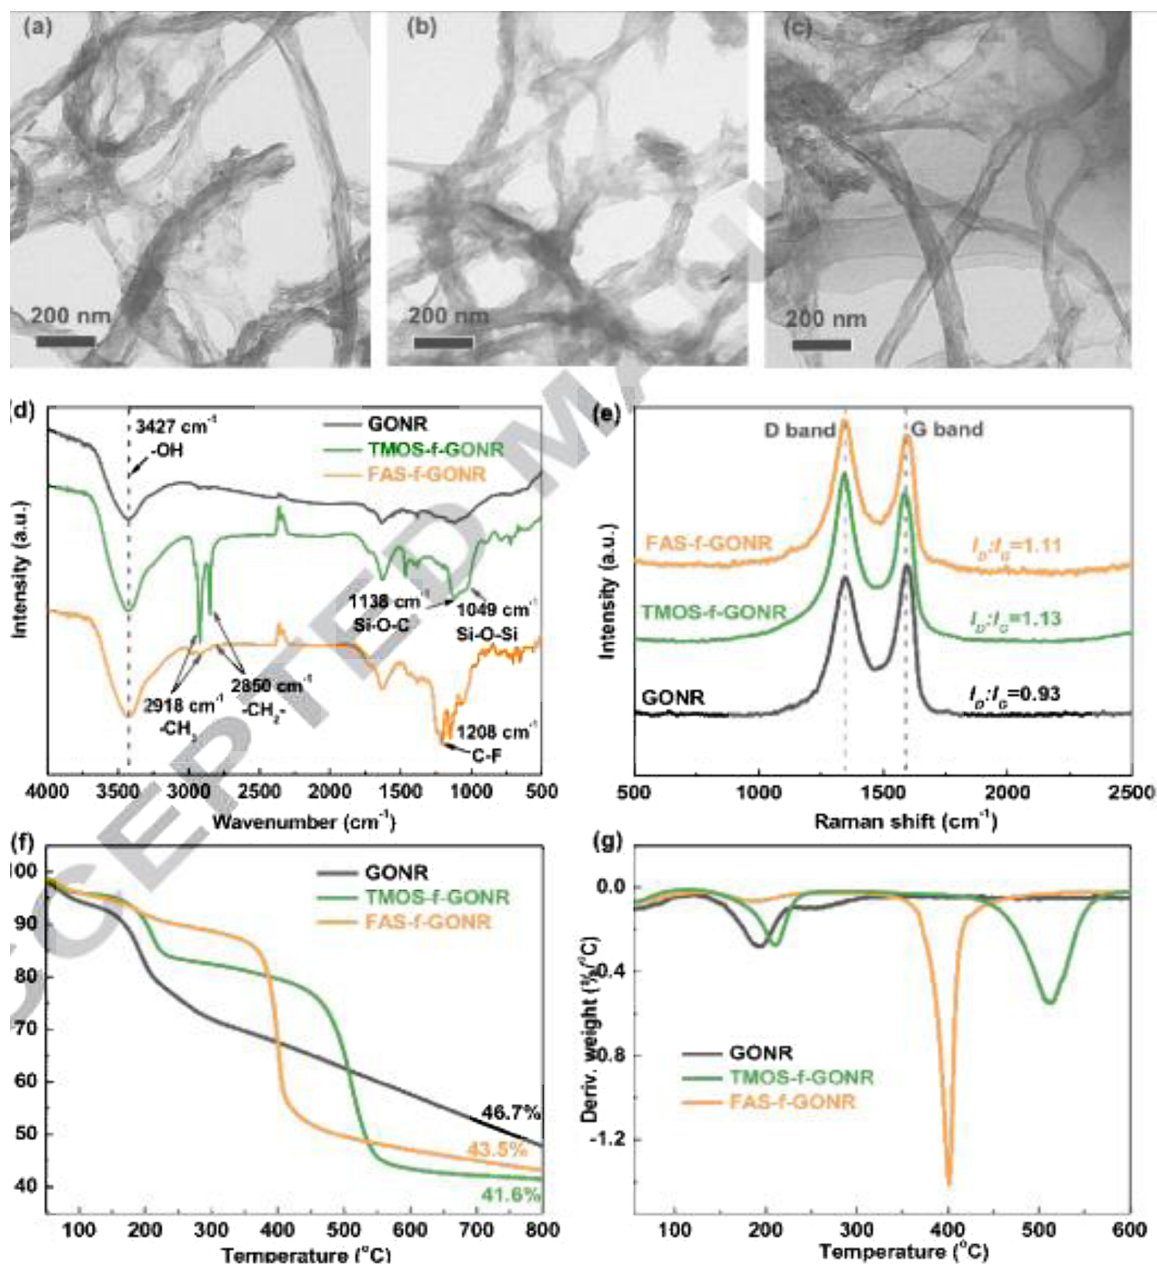 (a)
200 nm
(b)
200 nm
(c)
200 nm
(d)
3427 cm-1
-OH
GONR
TMOS-f-GONR
FAS-f-GONR
1138 cm-1
Si-O-C
1049 cm-1
Si-O-Si
2918 cm-1
-CH3
2850 cm-1
-CH2-
1208 cm-1
C-F
Intensity (a.u.)
4000 3500 3000 2500 2000 1500 1000 500
Wavenumber (cm-1)
(e)
D band
G band
FAS-f-GONR
ID:IG=1.11
TMOS-f-GONR
ID:IG=1.13
GONR
ID:IG=0.93
Intensity (a.u.)
500 1000 1500 2000 2500
Raman shift (cm-1)
(f)
100
90
80
70
60
50
40
GONR
TMOS-f-GONR
FAS-f-GONR
46.7%
43.5%
41.6%
100 200 300 400 500 600 700 800
Temperature (°C)
(g)
0.0
-0.4
-0.8
-1.2
Deriv. weight (%/°C)
GONR
TMOS-f-GONR
FAS-f-GONR
100 200 300 400 500 600
Temperature (°C)